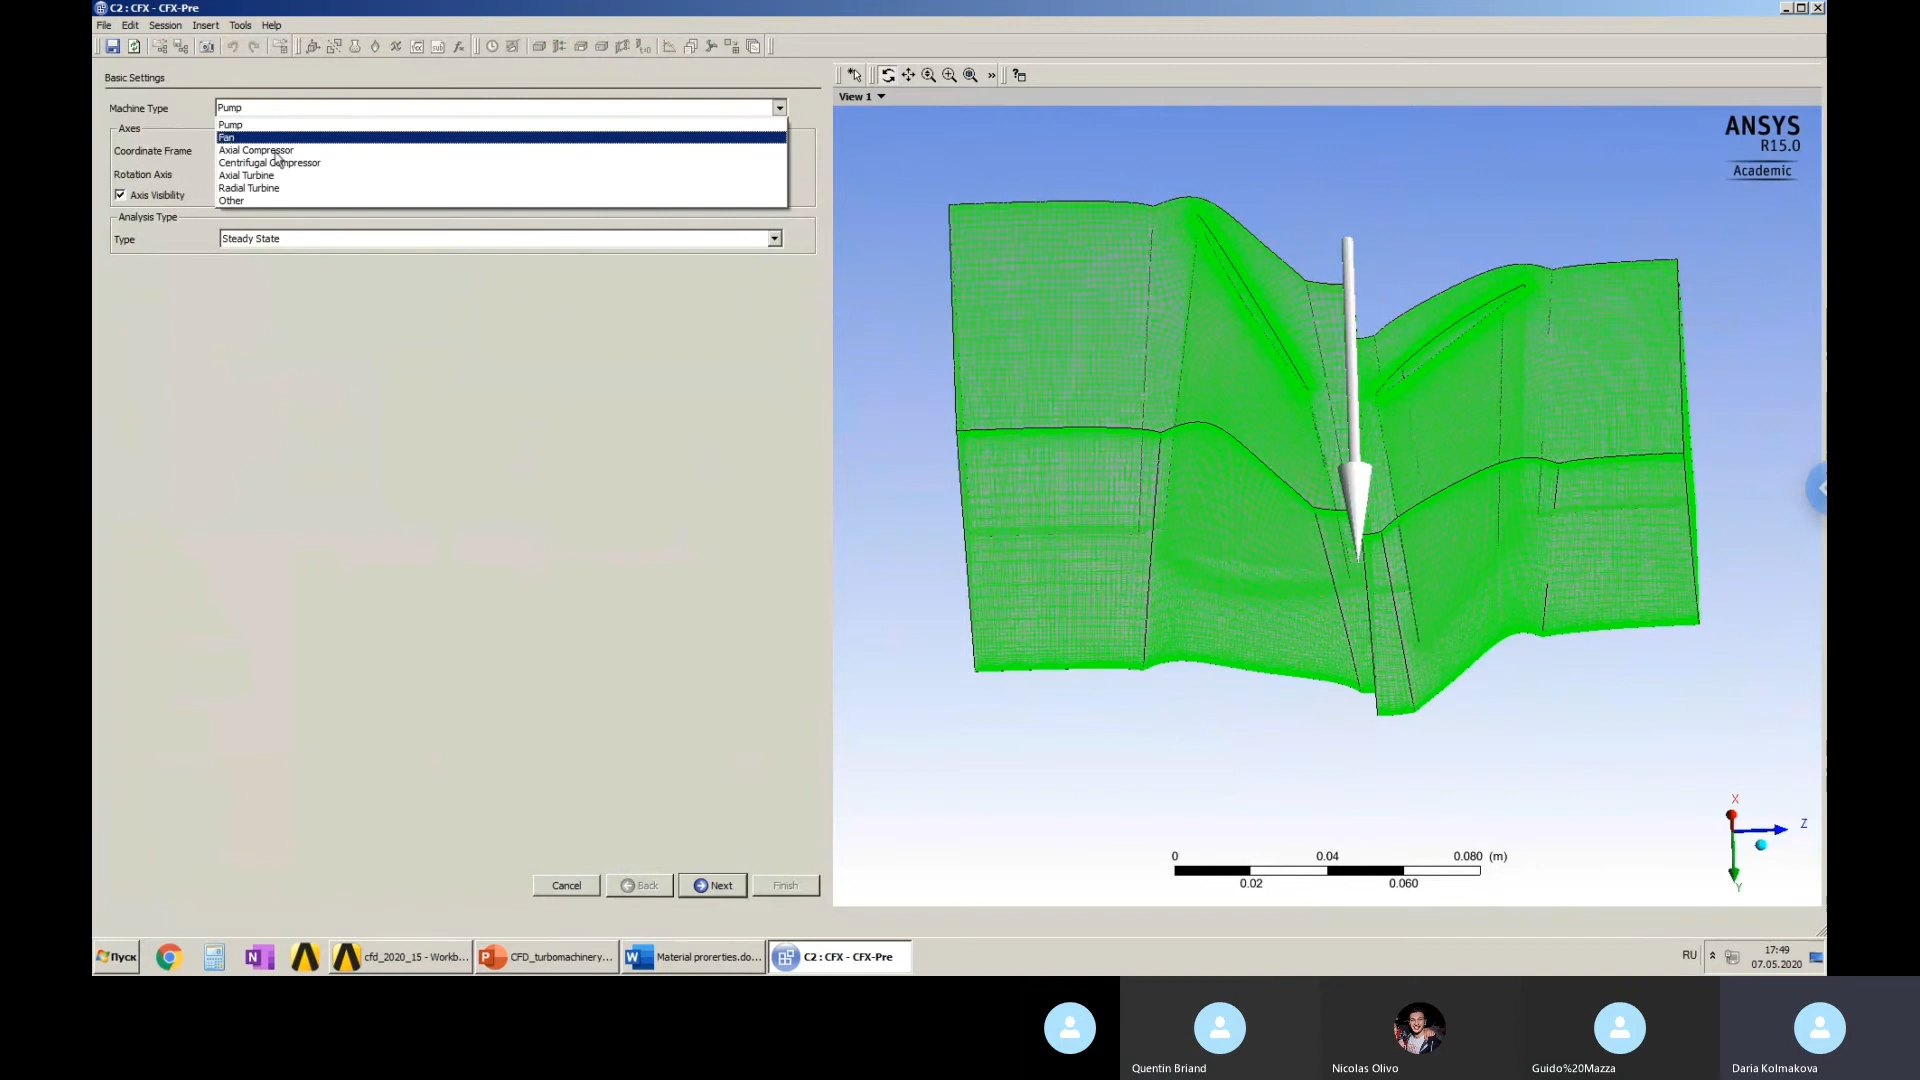 C2 : CFX - CFX-Pre
File Edit Session Insert Tools Help
Basic Settings
Machine Type Pump
Pump
Fan
Axial Compressor
Centrifugal Compressor
Axial Turbine
Radial Turbine
Other
Axes
Coordinate Frame
Rotation Axis
Axis Visibility
Analysis Type
Type Steady State
Cancel Back Next Finish
View 1
ANSYS
R15.0
Academic
X
Z
Y
0 0.04 0.080 (m)
0.02 0.060
Пуск
cfd_2020_15 - Workb...
CFD_turbomachinery...
Material prorerties.do...
C2 : CFX - CFX-Pre
RU
17:49
07.05.2020
Quentin Briand
Nicolas Olivo
Guido%20Mazza
Daria Kolmakova